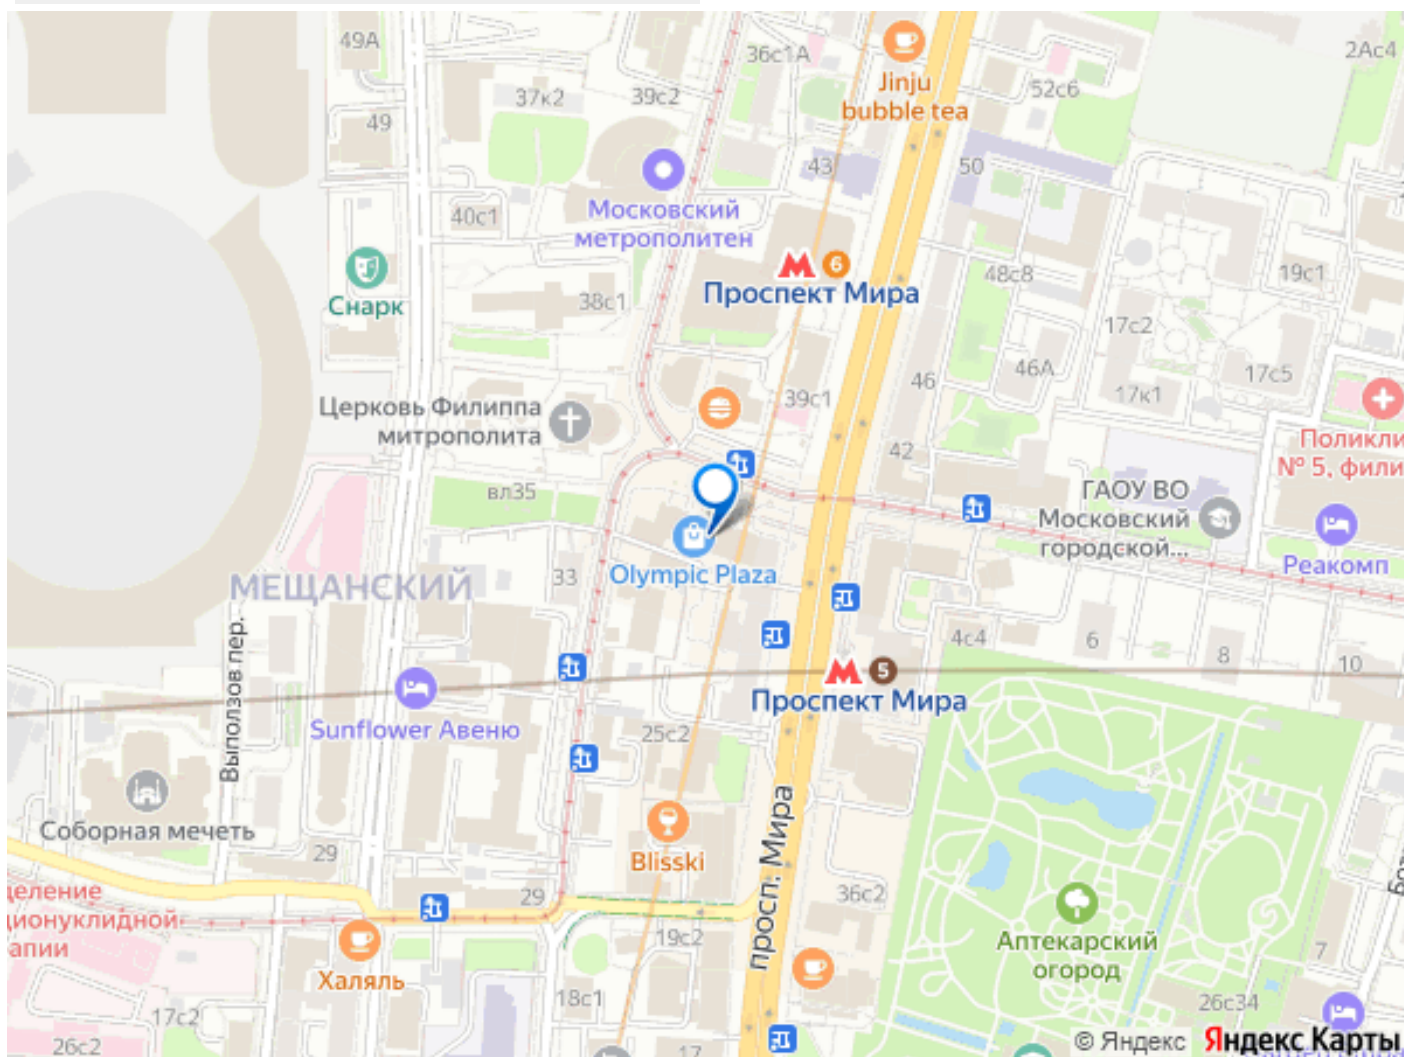 49А
36с1А
2Ас4
Jinju
bubble tea
52с6
37к2
39с2
49
43
50
Московский
метрополитен
40с1
6
Проспект Мира
48с8
19с1
Снарк
38с1
17с2
46А
17с5
46
39с1
17к1
Церковь Филиппа
митрополита
42
Поликли
№ 5, фили
вл35
ГАОУ ВО
Московский
городской...
Реакомп
Olympic Plaza
33
МЕЩАНСКИЙ
4с4
6
8
10
5
Проспект Мира
Выползов пер.
Sunflower Авеню
25с2
Соборная мечеть
29
Blisski
просп. Мира
36с2
деление
ционуклидной
апии
29
19с2
Аптекарский
огород
7
Халяль
18с1
17с2
26с34
26с2
17
© Яндекс Яндекс Карты